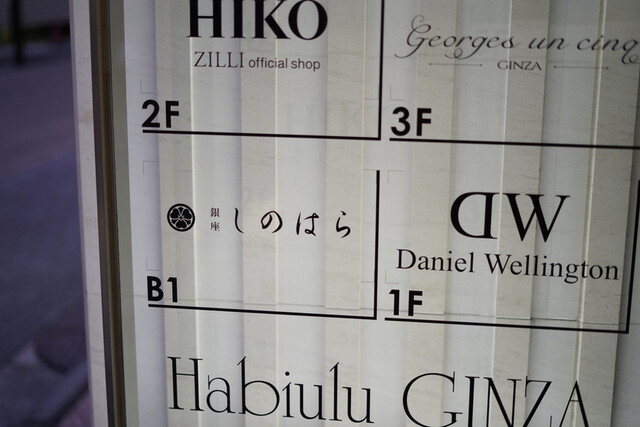 HIKO
ZILLI official shop
2F
Georges un cinq
GINZA
3F
銀座 しのはら
B1
DW
Daniel Wellington
1F
Habiulu GINZA